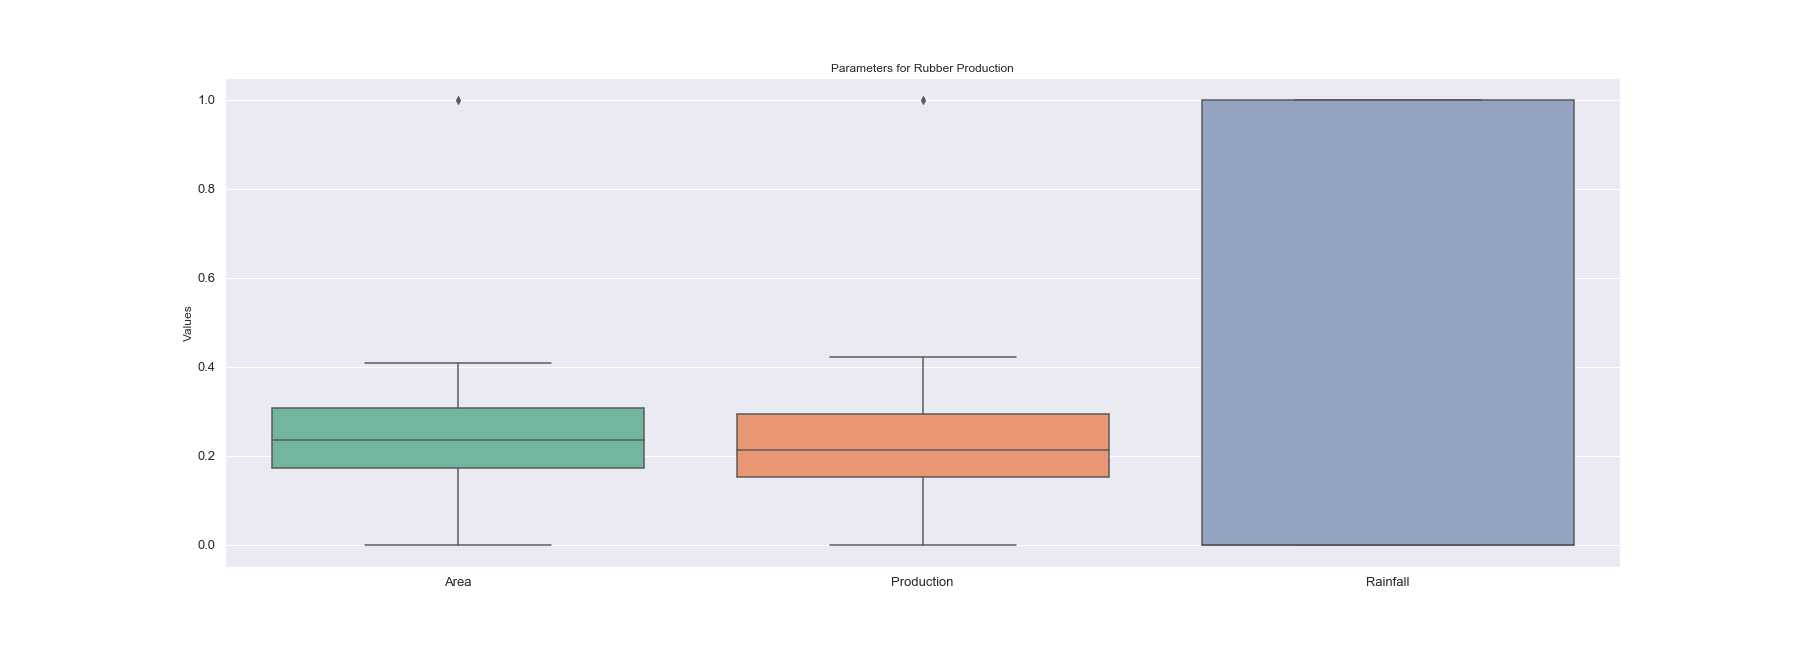 Parameters for Rubber Production
1.0
0.8
0.6
0.4
0.2
0.0
Values
Area
Production
Rainfall